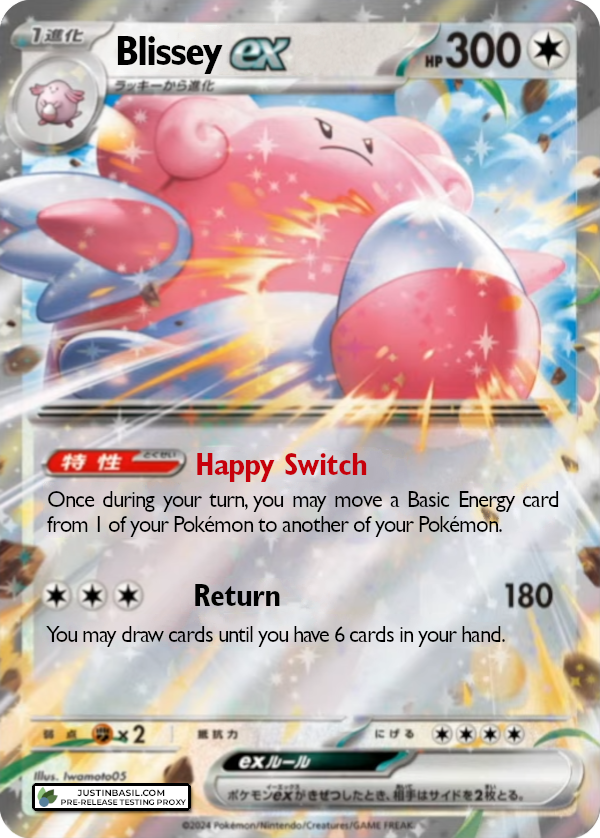 1進化
Blissey ex HP 300
ラッキーから進化
特性 とくせい Happy Switch
Once during your turn, you may move a Basic Energy card
from 1 of your Pokémon to another of your Pokémon.
Return 180
You may draw cards until you have 6 cards in your hand.
弱点 ×2 抵抗力 にげる
Illus. Iwamoto05
exルール
ポケモンexがきぜつしたとき、相手はサイドを2枚とる。
JUSTINBASIL.COM
PRE-RELEASE TESTING PROXY
©2024 Pokémon/Nintendo/Creatures/GAME FREAK.